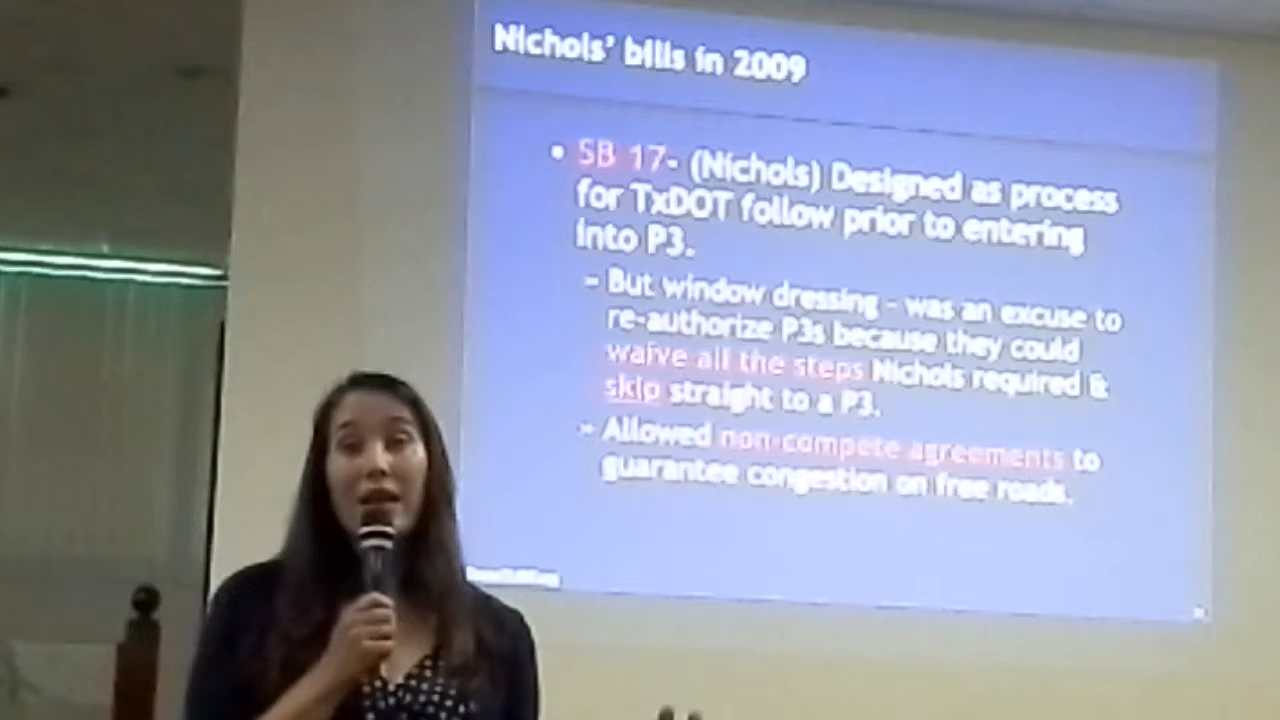 Nichols' bills in 2009
• SB 17- (Nichols) Designed as process
for TxDOT follow prior to entering
into P3.
– But window dressing - was an excuse to
re-authorize P3s because they could
waive all the steps Nichols required &
skip straight to a P3.
– Allowed non-compete agreements to
guarantee congestion on free roads.